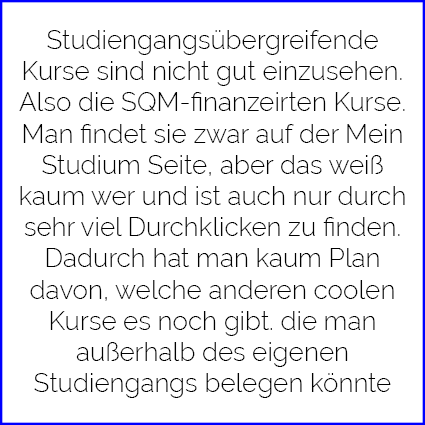 Studiengangsübergreifende
Kurse sind nicht gut einzusehen.
Also die SQM-finanzeirten Kurse.
Man findet sie zwar auf der Mein
Studium Seite, aber das weiß
kaum wer und ist auch nur durch
sehr viel Durchklicken zu finden.
Dadurch hat man kaum Plan
davon, welche anderen coolen
Kurse es noch gibt. die man
außerhalb des eigenen
Studiengangs belegen könnte